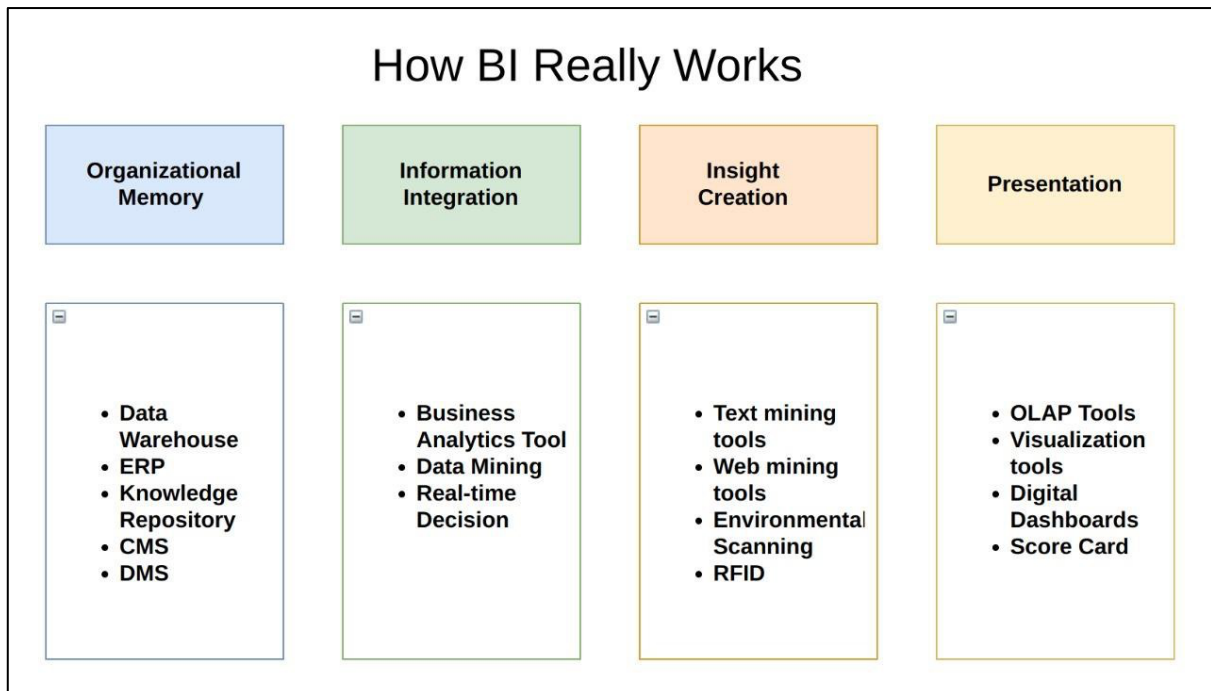 How BI Really Works
Organizational
Memory
Information
Integration
Insight
Creation
Presentation
• Data
Warehouse
• ERP
• Knowledge
Repository
• CMS
• DMS
• Business
Analytics Tool
• Data Mining
• Real-time
Decision
• Text mining
tools
• Web mining
tools
• Environmental
Scanning
• RFID
• OLAP Tools
• Visualization
tools
• Digital
Dashboards
• Score Card